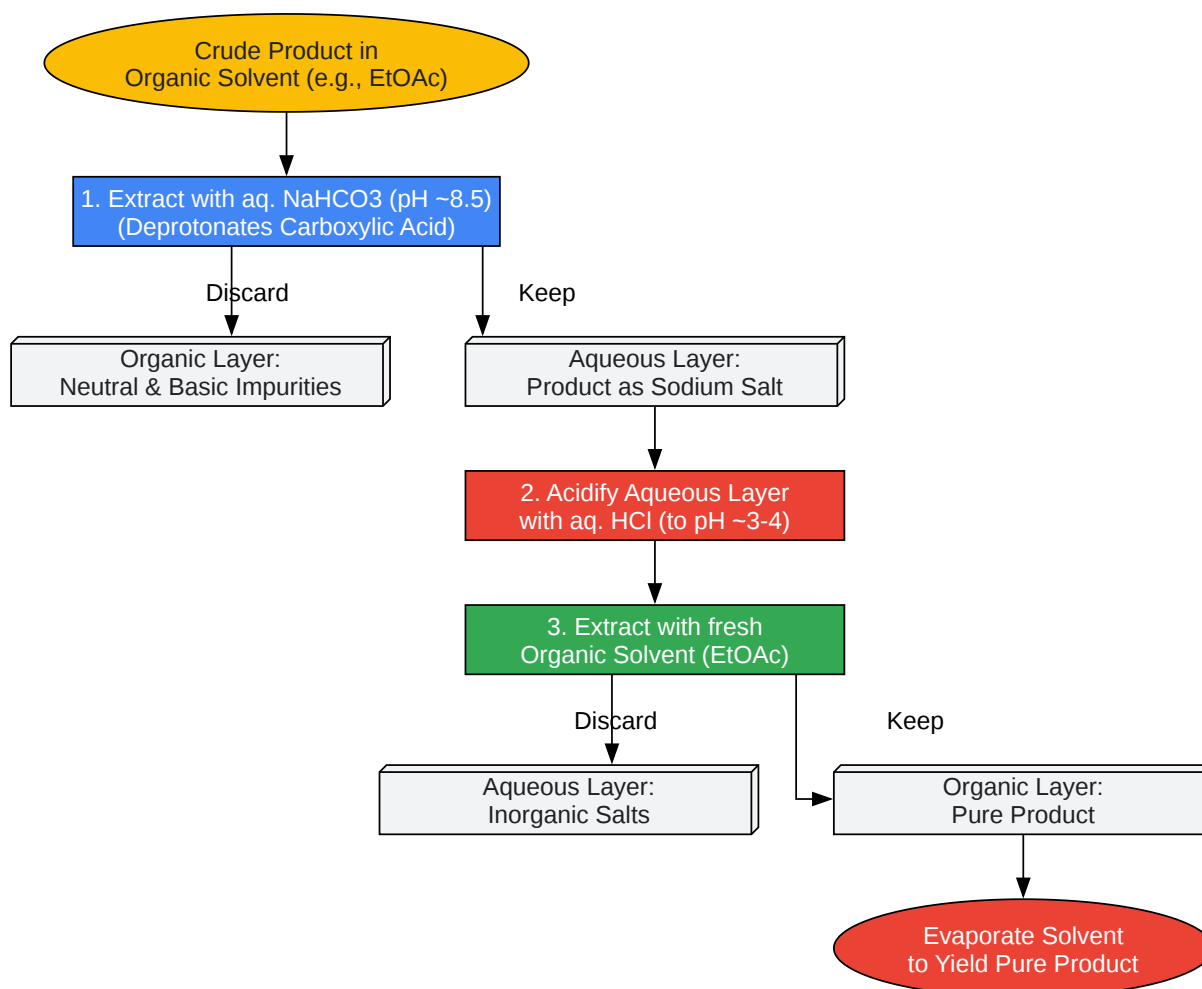 Crude Product in
Organic Solvent (e.g., EtOAc)
1. Extract with aq. NaHCO3 (pH ~8.5)
(Deprotonates Carboxylic Acid)
Discard
Keep
Organic Layer:
Neutral & Basic Impurities
Aqueous Layer:
Product as Sodium Salt
2. Acidify Aqueous Layer
with aq. HCl (to pH ~3-4)
3. Extract with fresh
Organic Solvent (EtOAc)
Discard
Keep
Aqueous Layer:
Inorganic Salts
Organic Layer:
Pure Product
Evaporate Solvent
to Yield Pure Product